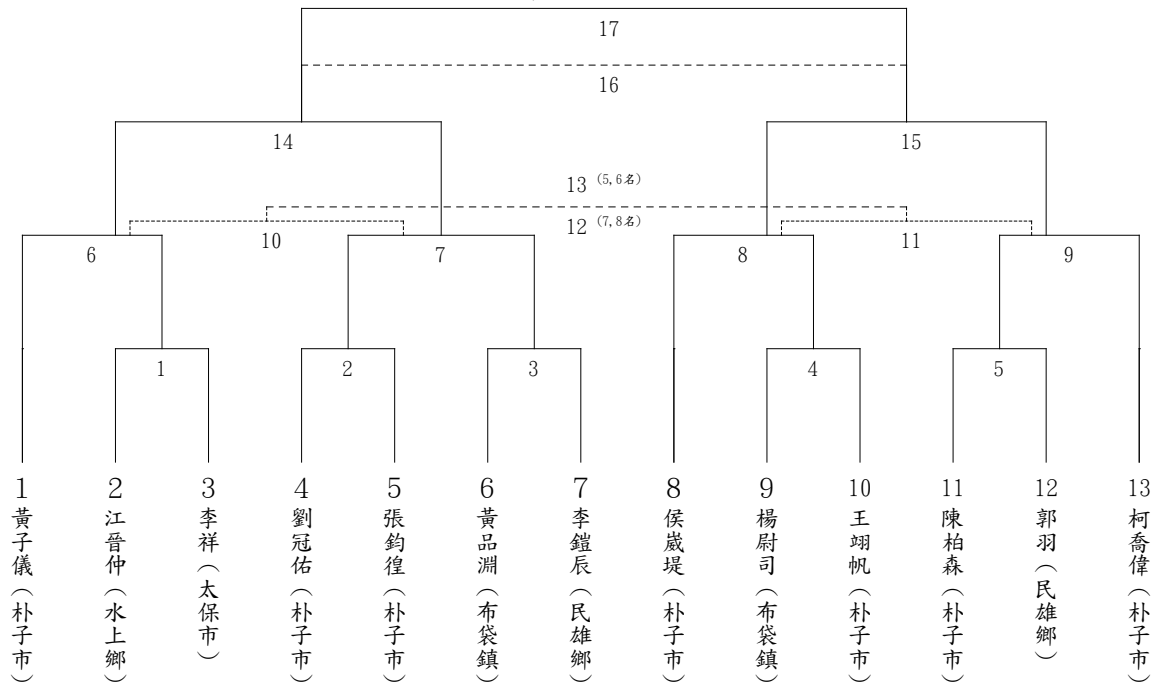 17
16
14
15
13 (5,6名)
12 (7,8名)
10
11
6
7
8
9
1
2
3
4
5
1
黃子儀(朴子市)
2
江晉仲(水上鄉)
3
李祥(太保市)
4
劉冠佑(朴子市)
5
張鈞徨(朴子市)
6
黃品淵(布袋鎮)
7
李鎧辰(民雄鄉)
8
侯崴堤(朴子市)
9
楊尉司(布袋鎮)
10
王翊帆(朴子市)
11
陳柏森(朴子市)
12
郭羽(民雄鄉)
13
柯喬偉(朴子市)